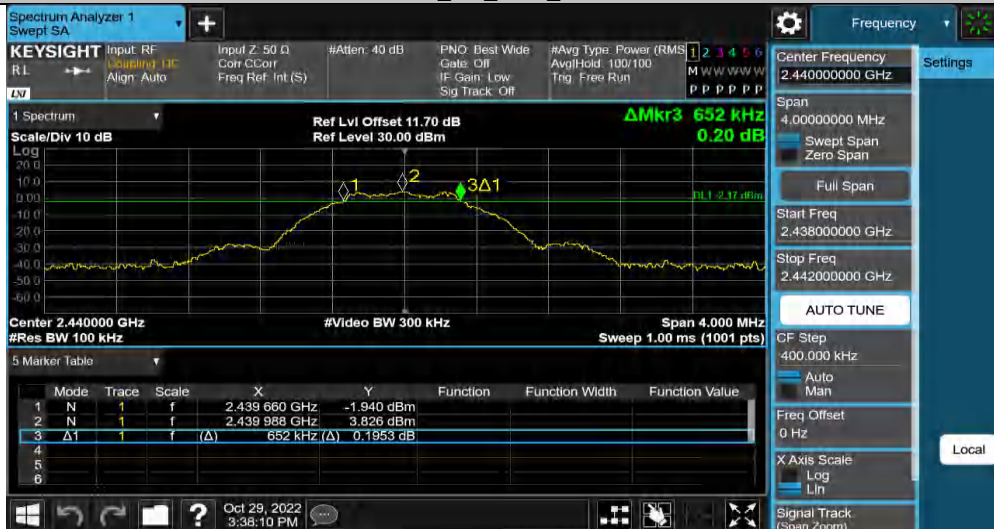 Spectrum Analyzer 1
Swept SA
+
Frequency
KEYSIGHT
RL
LXI
Input: RF
Coupling: DC
Align: Auto
Input Z: 50 Ω
Corr CCorr
Freq Ref: Int (S)
#Atten: 40 dB
PNO: Best Wide
Gate: Off
IF Gain: Low
Sig Track: Off
#Avg Type: Power (RMS
Avg|Hold: 100/100
Trig: Free Run
1 2 3 4 5 6
M W W W W W
P P P P P P
1 Spectrum
Scale/Div 10 dB
Ref Lvl Offset 11.70 dB
Ref Level 30.00 dBm
ΔMkr3 652 kHz
0.20 dB
Log
20.0
10.0
0.00
-10.0
-20.0
-30.0
-40.0
-50.0
-60.0
1
2
3Δ1
DL1 -2.17 dBm
Center 2.440000 GHz
#Res BW 100 kHz
#Video BW 300 kHz
Span 4.000 MHz
Sweep 1.00 ms (1001 pts)
5 Marker Table
Mode Trace Scale X Y Function Function Width Function Value
1 N 1 f 2.439 660 GHz -1.940 dBm
2 N 1 f 2.439 988 GHz 3.826 dBm
3 Δ1 1 f (Δ) 652 kHz (Δ) 0.1953 dB
4
5
6
Center Frequency
2.440000000 GHz
Settings
Span
4.00000000 MHz
Swept Span
Zero Span
Full Span
Start Freq
2.438000000 GHz
Stop Freq
2.442000000 GHz
AUTO TUNE
CF Step
400.000 kHz
Auto
Man
Freq Offset
0 Hz
X Axis Scale
Log
Lin
Signal Track
(Span Zoom)
Local
?
Oct 29, 2022
3:38:10 PM